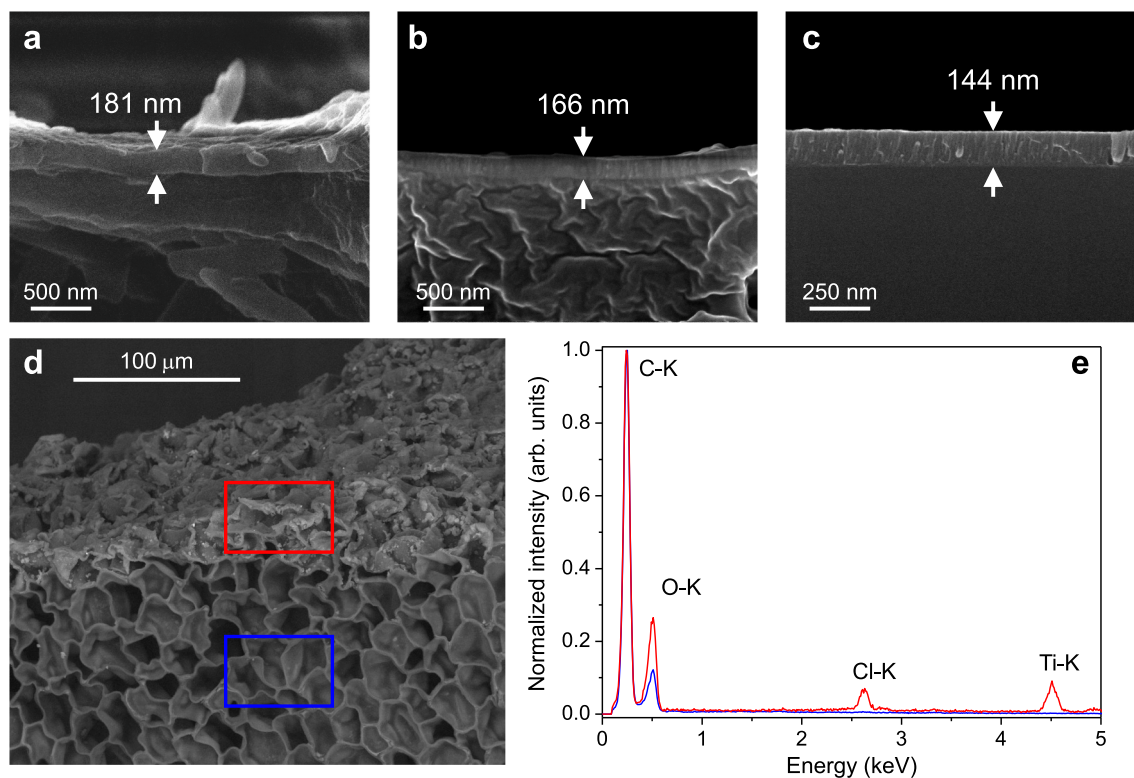 a
181 nm
500 nm
b
166 nm
500 nm
c
144 nm
250 nm
d
100 μm
e
Normalized intensity (arb. units)
1.0
0.8
0.6
0.4
0.2
0.0
C-K
O-K
Cl-K
Ti-K
0 1 2 3 4 5
Energy (keV)